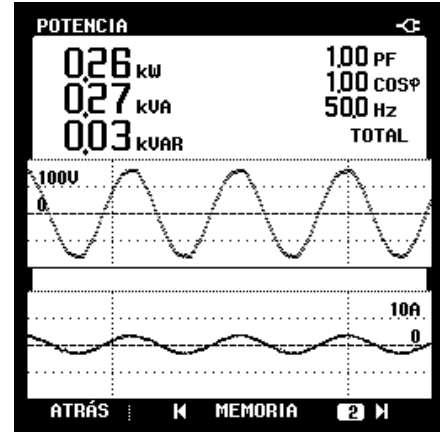 POTENCIA
0,26 kW
0,27 kVA
0,03 kVAR
1,00 PF
1,00 COSφ
50,0 Hz
TOTAL
100V
0
10A
0
ATRÁS MEMORIA 2